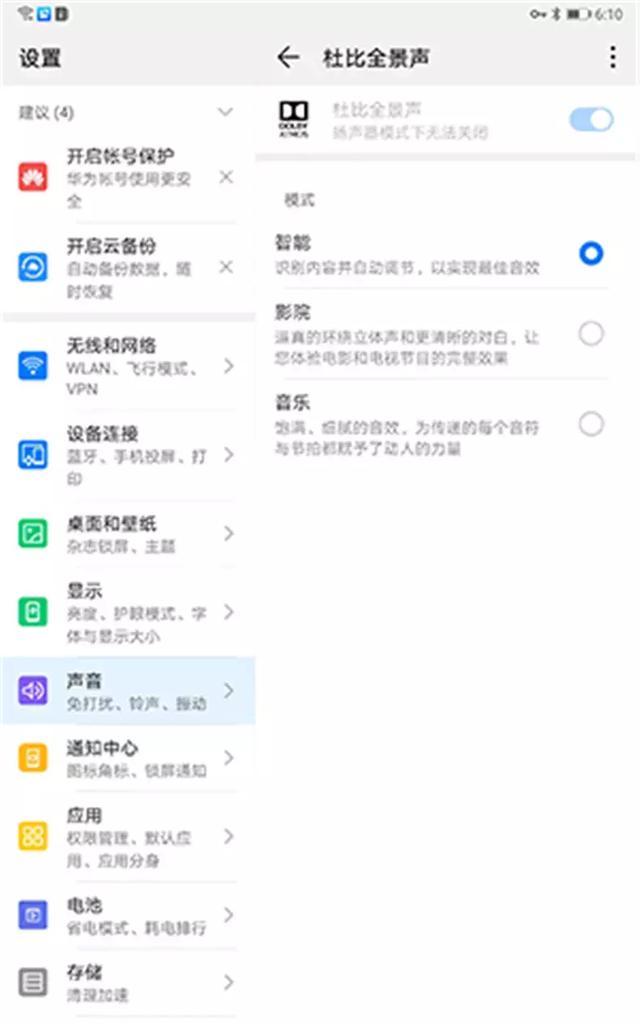 6:10
设置
建议 (4)
开启帐号保护
华为帐号使用更安
全
开启云备份
自动备份数据，随
时恢复
无线和网络
WLAN、飞行模式、
VPN
设备连接
蓝牙、手机投屏、打
印
桌面和壁纸
杂志锁屏、主题
显示
亮度、护眼模式、字
体与显示大小
声音
免打扰、铃声、振动
通知中心
图标角标、锁屏通知
应用
权限管理、默认应
用、应用分身
电池
省电模式、耗电排行
存储
清理加速
杜比全景声
DOLBY
ATMOS
杜比全景声
扬声器模式下无法关闭
模式
智能
识别内容并自动调节，以实现最佳音效
影院
逼真的环绕立体声和更清晰的对白，让
您体验电影和电视节目的完整效果
音乐
饱满、细腻的音效，为传递的每个音符
与节拍都赋予了动人的力量